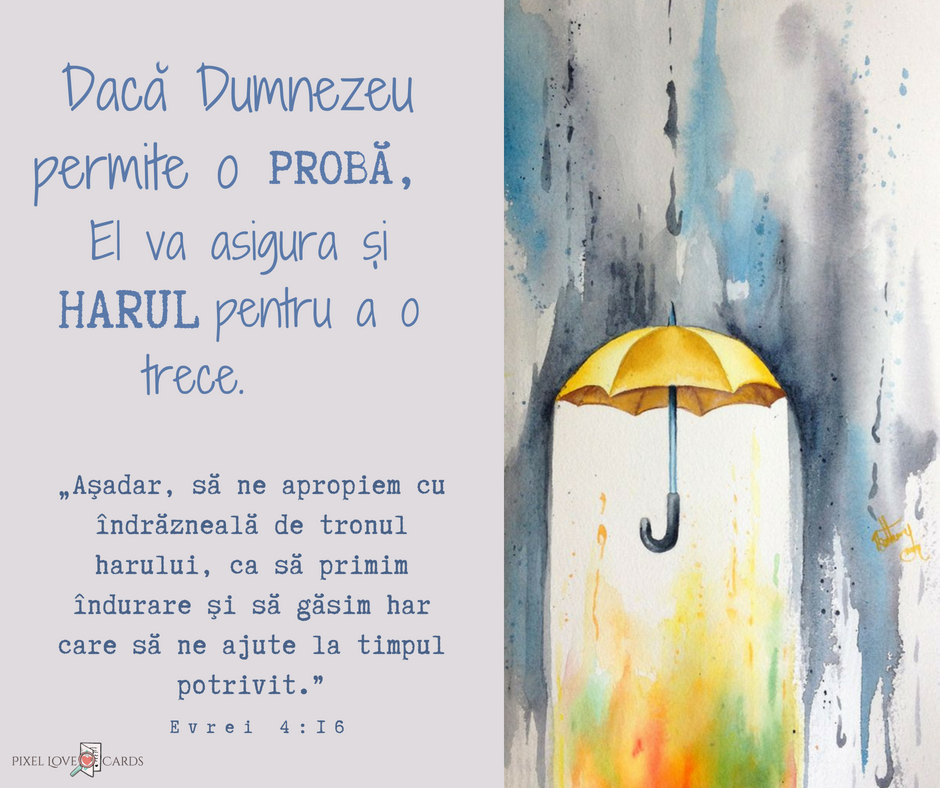 Dacă Dumnezeu
permite o PROBĂ,
El va asigura și
HARUL pentru a o
trece.
„Aşadar, să ne apropiem cu
îndrăzneală de tronul
harului, ca să primim
îndurare şi să găsim har
care să ne ajute la timpul
potrivit.”
Evrei 4:16
PIXEL LOVE CARDS